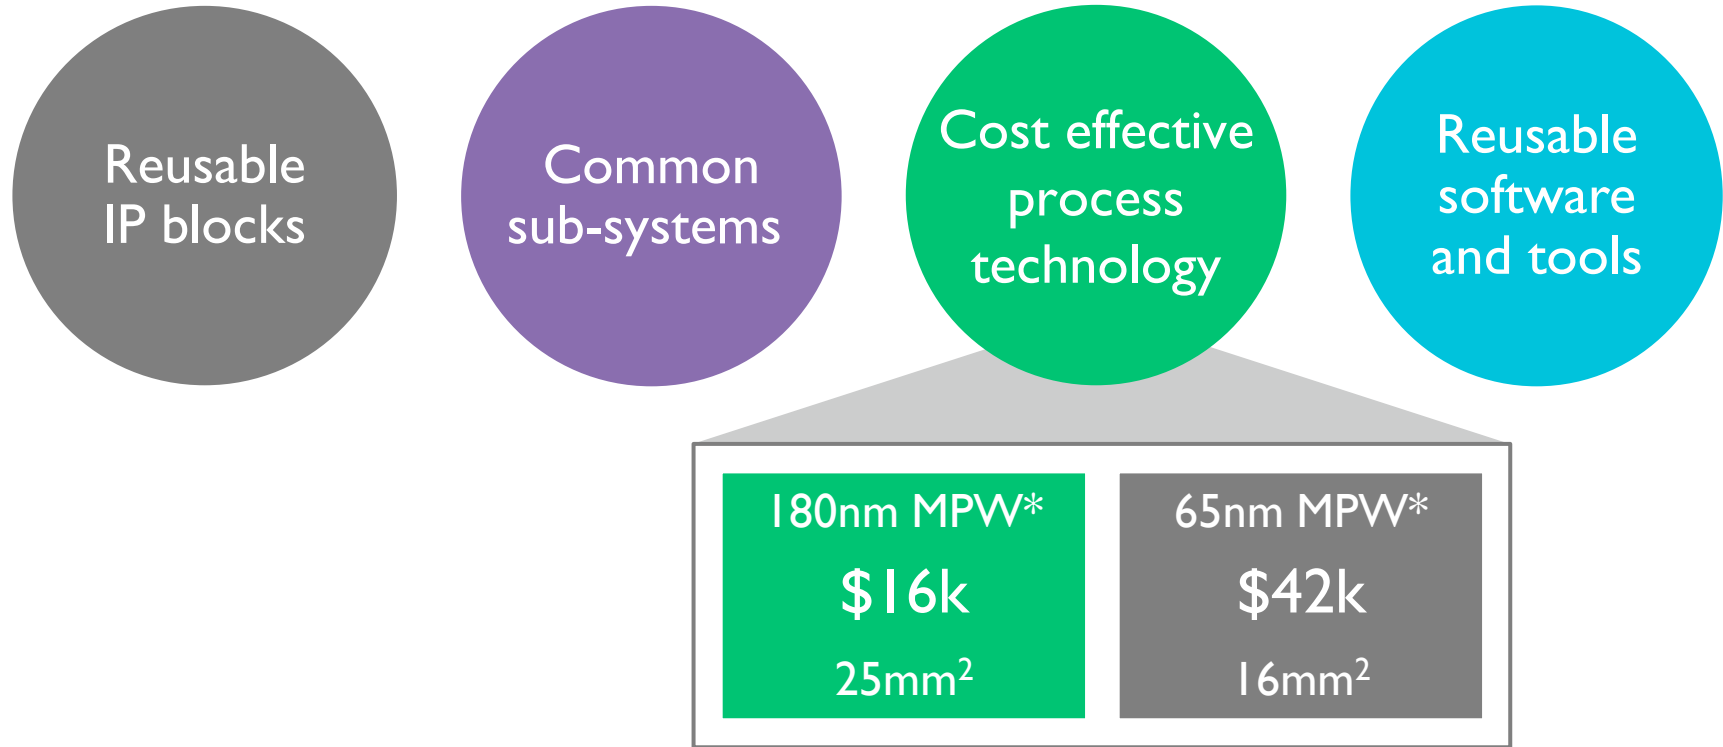 Reusable
IP blocks
Common
sub-systems
Cost effective
process
technology
Reusable
software
and tools
180nm MPW*
$16k
25mm²
65nm MPW*
$42k
16mm²